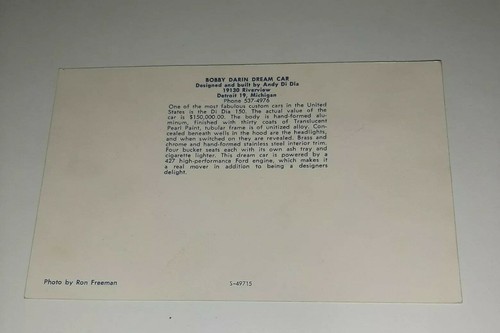 BOBBY DARIN DREAM CAR
Designed and built by Andy Di Dia
19130 Riverview
Detroit 19, Michigan
Phone 537-4976
One of the most fabulous custom cars in the United
States is the Di Dia 150. The actual value of the
car is $150,000.00. The body is hand-formed alu-
minum, finished with thirty coats of Translucent
Pearl Paint, tubular frame is of unitized alloy. Con-
cealed beneath wells in the hood are the headlights,
and when switched on they are revealed. Brass and
chrome and hand-formed stainless steel interior trim.
Four bucket seats each with its own ash tray and
cigarette lighter. This dream car is powered by a
427 high-performance Ford engine, which makes it
a real mover in addition to being a designers
delight.
Photo by Ron Freeman
S-49715